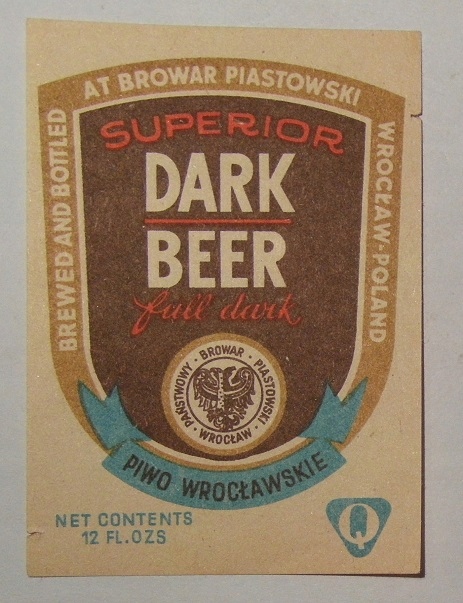 BREWED AND BOTTLED
AT BROWAR PIASTOWSKI
WROCŁAW-POLAND
SUPERIOR
DARK
BEER
full dark
PAŃSTWOWY · BROWAR · PIASTOWSKI ·
WROCŁAW ·
PIWO WROCŁAWSKIE
NET CONTENTS
12 FL.OZS
Q